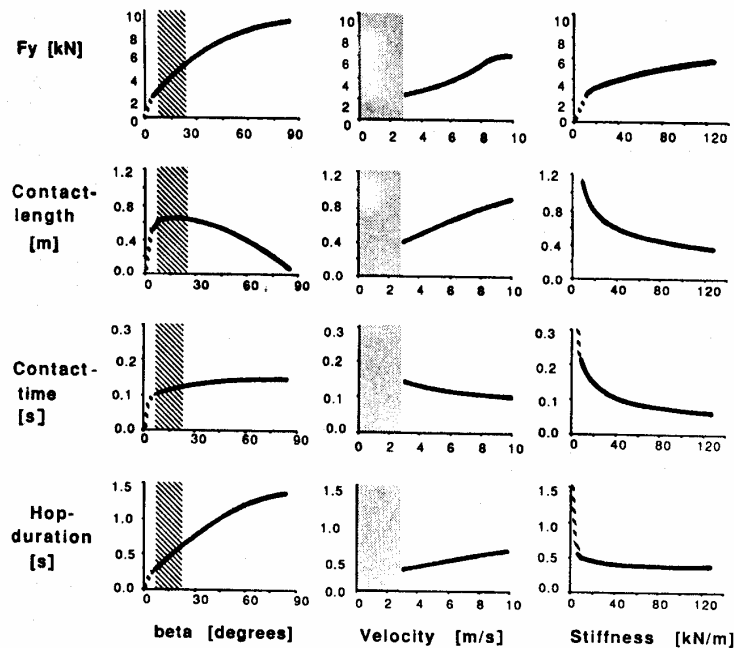 Fy [kN]
10
8
6
4
2
0
0 30 60 90
10
8
6
4
2
0
0 2 4 6 8 10
10
8
6
4
2
0
0 40 80 120
Contact-
length
[m]
1.2
0.8
0.4
0.0
0 30 60 90
1.2
0.8
0.4
0.0
0 2 4 6 8 10
1.2
0.8
0.4
0
0 40 80 120
Contact-
time
[s]
0.3
0.2
0.1
0.0
0 30 60 90
0.3
0.2
0.1
0.0
0 2 4 6 8 10
0.3
0.2
0.1
0.0
0 40 80 120
Hop-
duration
[s]
1.5
1.0
0.5
0.0
0 30 60 90
1.5
1.0
0.5
0.0
0 2 4 6 8 10
1.5
1.0
0.5
0.0
0 40 80 120
beta [degrees]
Velocity [m/s]
Stiffness [kN/m]